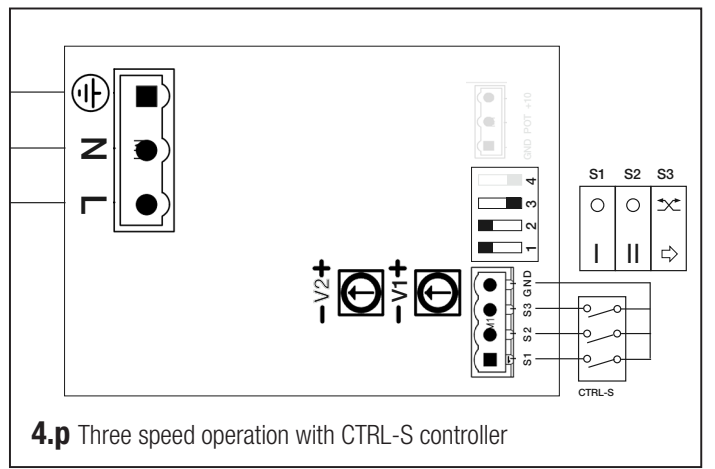 N
L
GND POT +10
4
3
2
1
S1 S2 S3
I II
−V2+
−V1+
GND
S3
S2
S1
M1
CTRL-S
4.p Three speed operation with CTRL-S controller